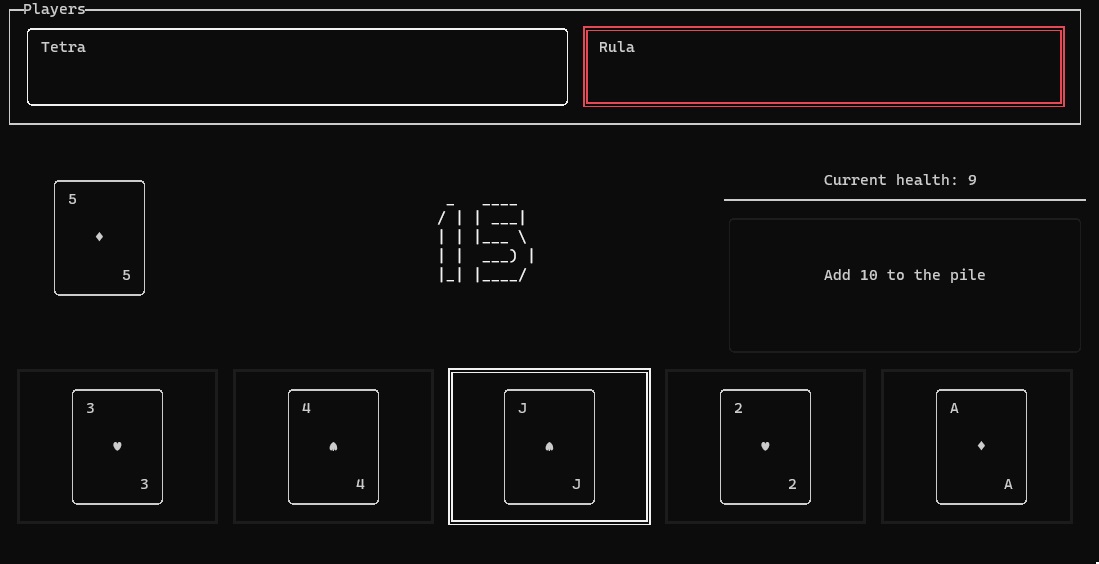 Players
Tetra
Rula
Current health: 9
5
♦
5
15
Add 10 to the pile
3
♥
3
4
♠
4
J
♠
J
2
♥
2
A
♦
A